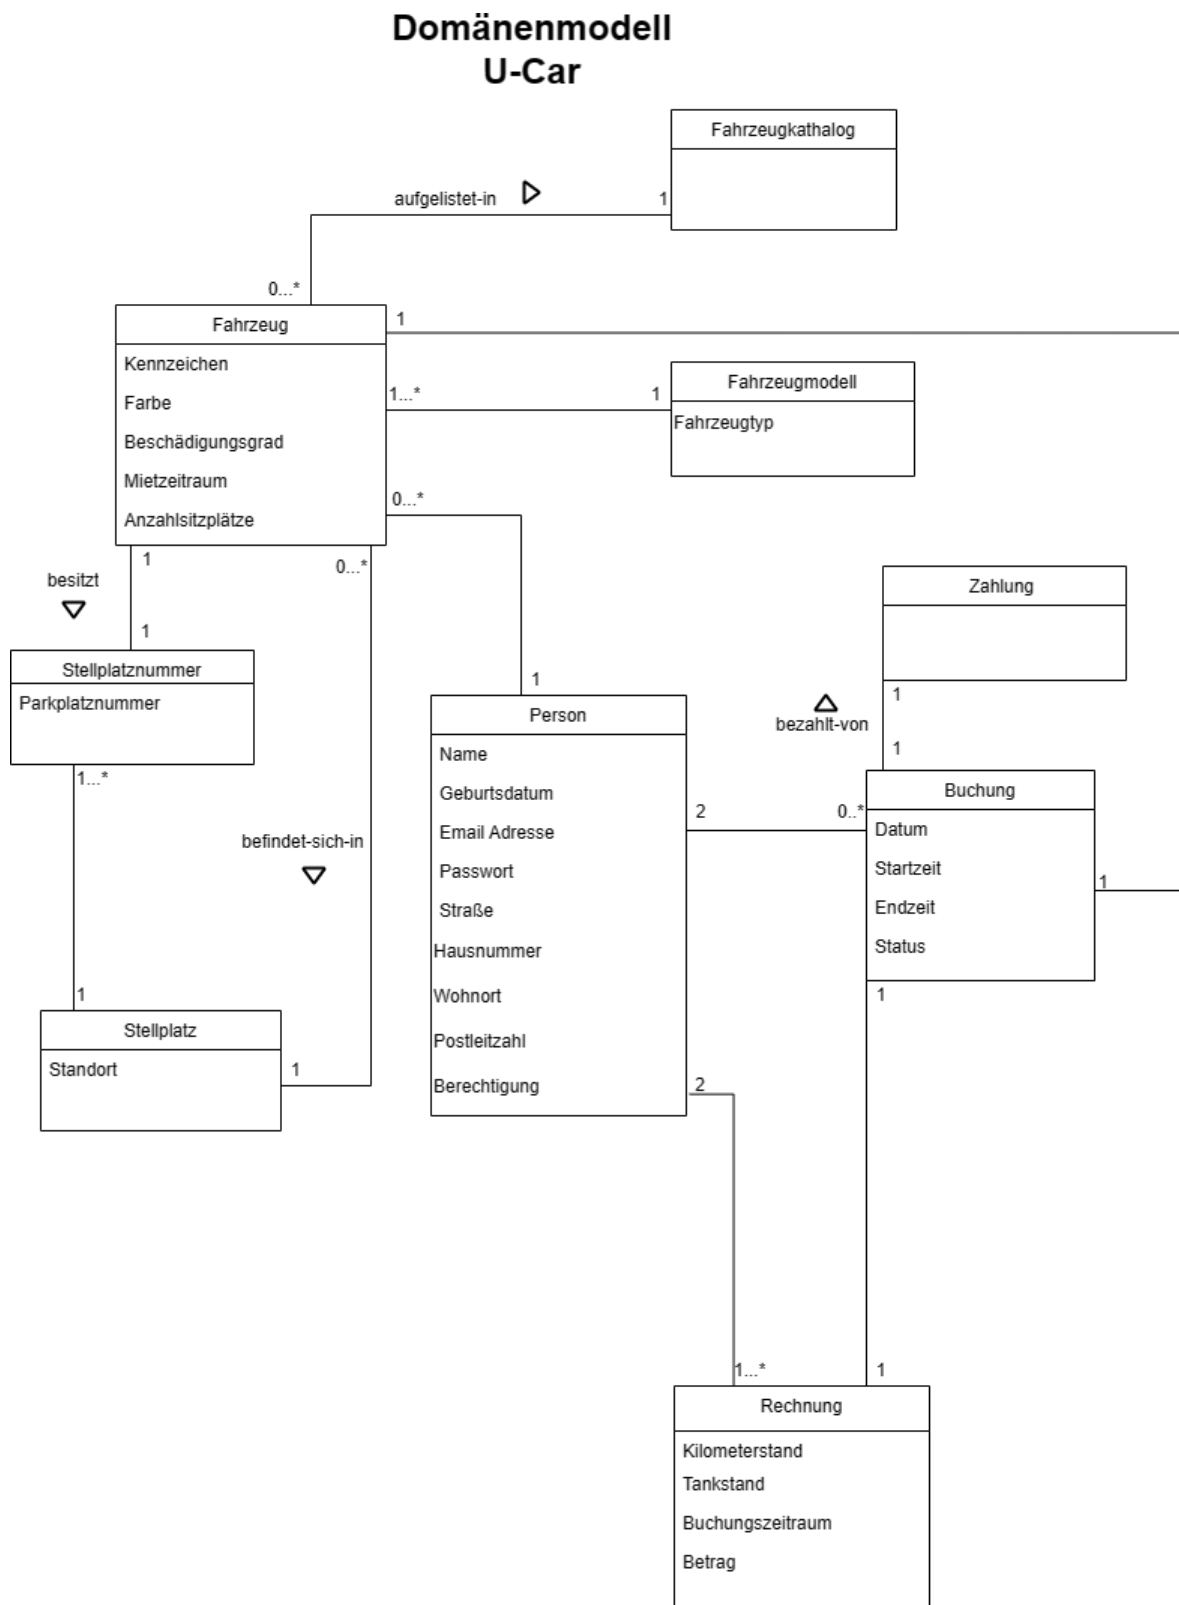 Domänenmodell
U-Car
Fahrzeugkathalog
aufgelistet-in
1
0...*
Fahrzeug
1
Kennzeichen
Farbe
Beschädigungsgrad
Mietzeitraum
Anzahlsitzplätze
1...*
1
Fahrzeugmodell
Fahrzeugtyp
0...*
1
0...*
besitzt
1
Stellplatznummer
Parkplatznummer
1...*
befindet-sich-in
1
Stellplatz
Standort
1
1
Person
Name
Geburtsdatum
Email Adresse
Passwort
Straße
Hausnummer
Wohnort
Postleitzahl
Berechtigung
2
0..*
2
Zahlung
1
bezahlt-von
1
Buchung
Datum
Startzeit
Endzeit
Status
1
1
1...*
1
Rechnung
Kilometerstand
Tankstand
Buchungszeitraum
Betrag